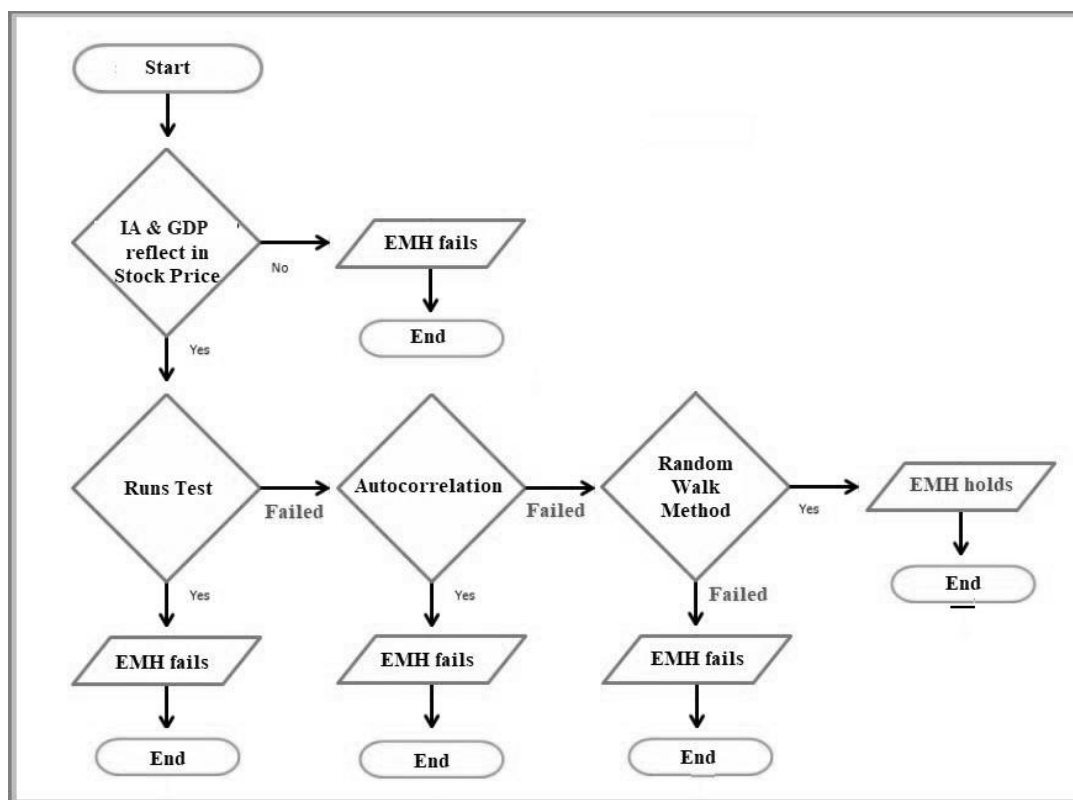 Start
IA & GDP
reflect in
Stock Price
No
EMH fails
End
Yes
Runs Test
Failed
Autocorrelation
Failed
Random
Walk
Method
Yes
EMH holds
End
Yes
EMH fails
End
Yes
EMH fails
End
Failed
EMH fails
End